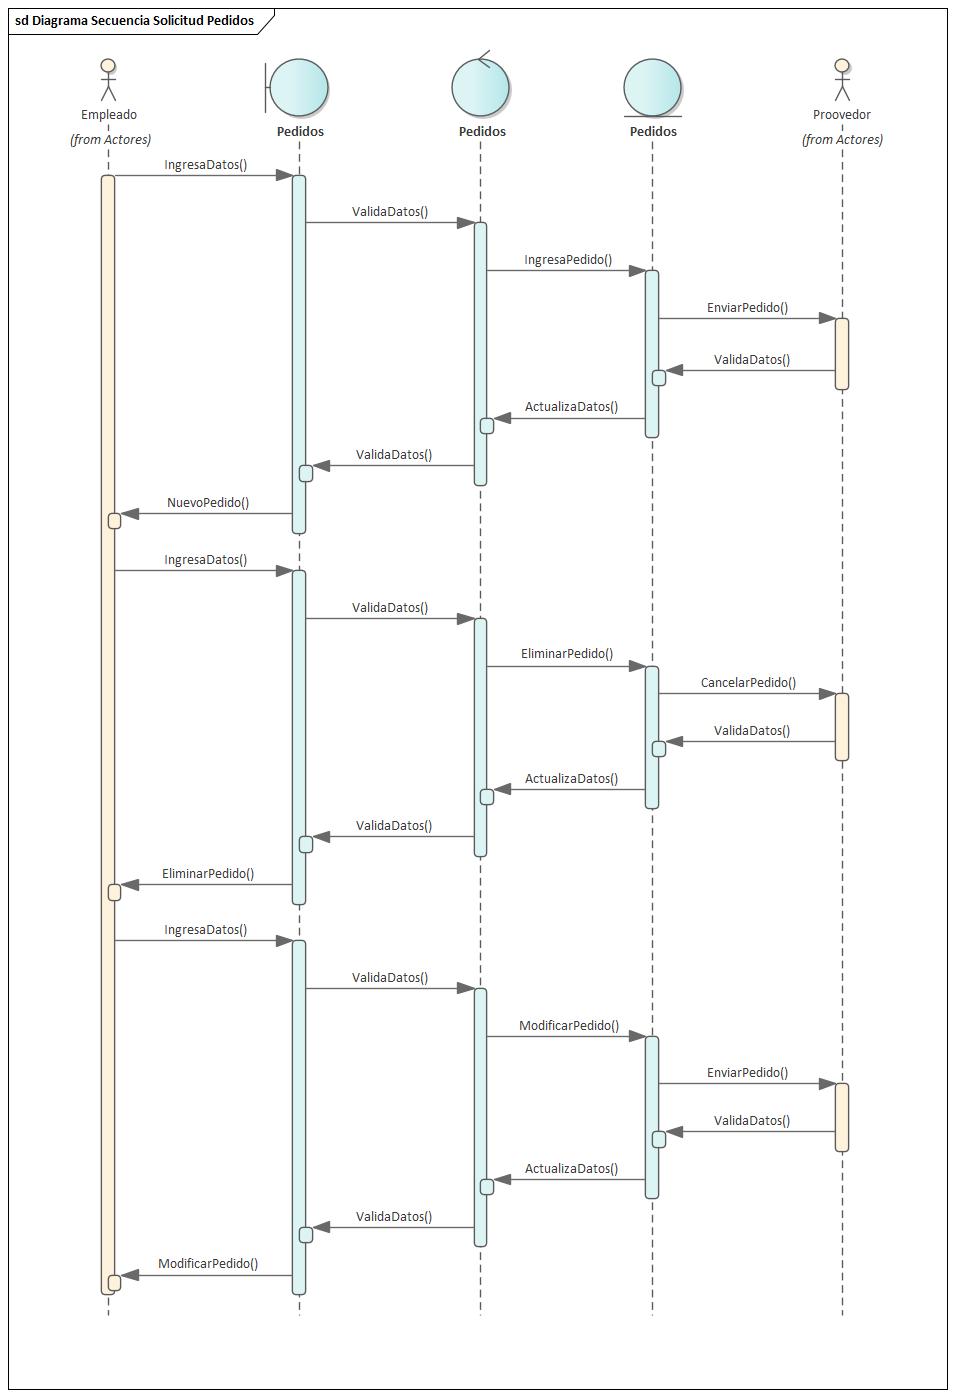 sd Diagrama Secuencia Solicitud Pedidos
Empleado
(from Actores)
Pedidos
Pedidos
Pedidos
Proovedor
(from Actores)
IngresaDatos()
ValidaDatos()
IngresaPedido()
EnviarPedido()
ValidaDatos()
ActualizaDatos()
ValidaDatos()
NuevoPedido()
IngresaDatos()
ValidaDatos()
EliminarPedido()
CancelarPedido()
ValidaDatos()
ActualizaDatos()
ValidaDatos()
EliminarPedido()
IngresaDatos()
ValidaDatos()
ModificarPedido()
EnviarPedido()
ValidaDatos()
ActualizaDatos()
ValidaDatos()
ModificarPedido()